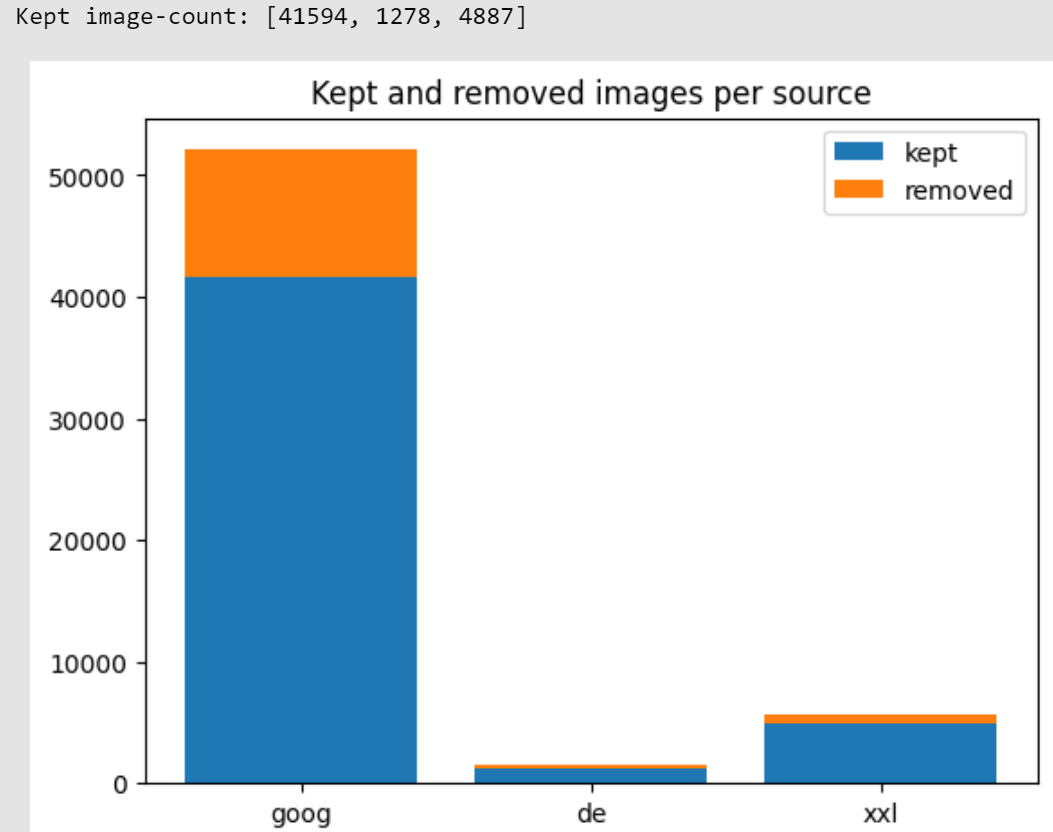 Kept image-count: [41594, 1278, 4887]
Kept and removed images per source
kept
removed
50000
40000
30000
20000
10000
0
goog de xxl